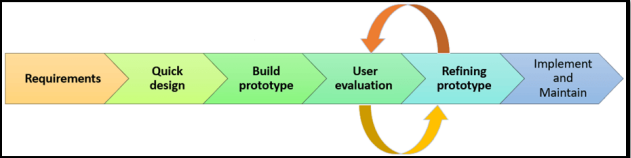 Requirements
Quick
design
Build
prototype
User
evaluation
Refining
prototype
Implement
and
Maintain